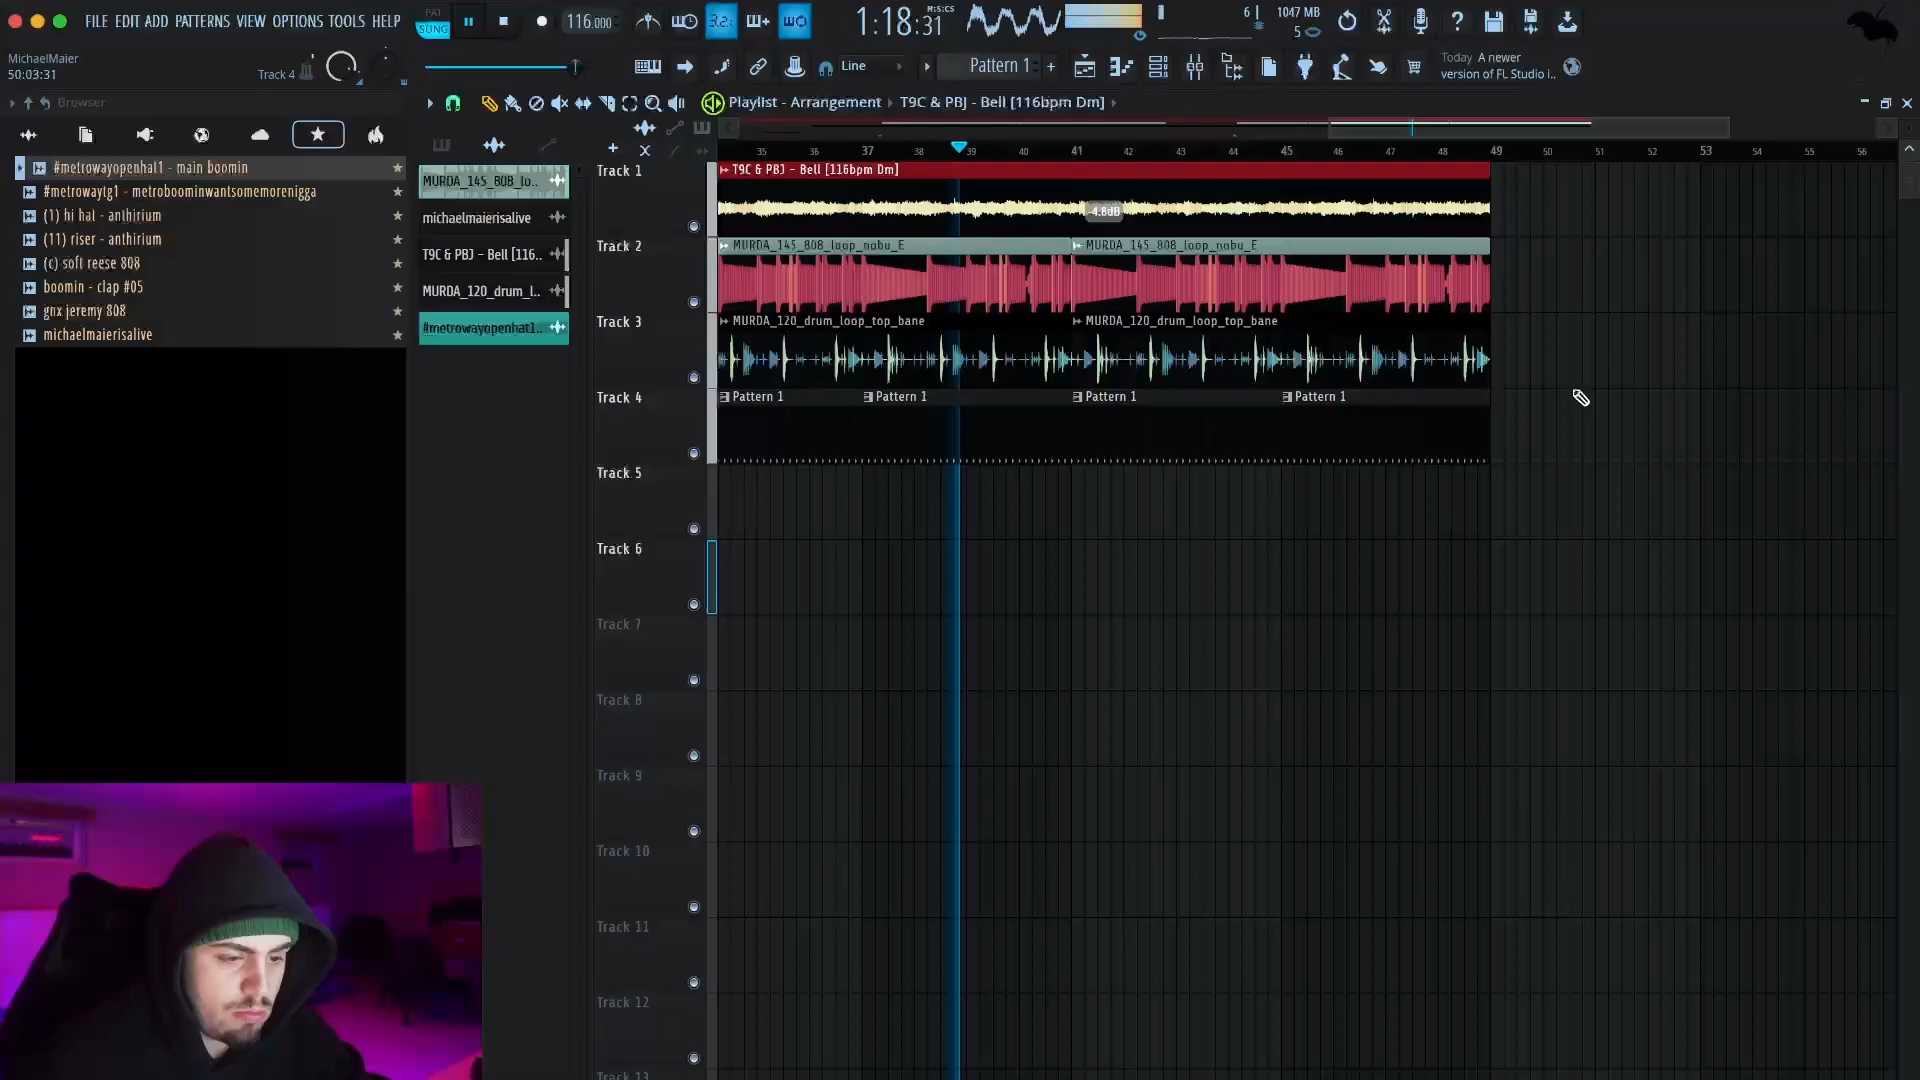 FILE EDIT ADD PATTERNS VIEW OPTIONS TOOLS HELP
PAT
SONG
116.000
3.2:
1:18:31
M:S:CS
6
1047 MB
5
MichaelMaier
50:03:31
Track 4
Line
Pattern 1
+
Today A newer
version of FL Studio i..
Browser
Playlist - Arrangement
T9C & PBJ - Bell [116bpm Dm]
#metrowayopenhat1 - main boomin
#metrowaytg1 - metroboominwantsomemorenigga
(1) hi hat - anthirium
(11) riser - anthirium
(c) soft reese 808
boomin - clap #05
gnx jeremy 808
michaelmaierisalive
MURDA_145_808_lo..
michaelmaierisalive
T9C & PBJ - Bell [116..
MURDA_120_drum_l..
#metrowayopenhat1..
35 36 37 38 39 40 41 42 43 44 45 46 47 48 49 50 51 52 53 54 55 56
Track 1
T9C & PBJ - Bell [116bpm Dm]
-4.8dB
Track 2
MURDA_145_808_loop_nobu_E
MURDA_145_808_loop_nobu_E
Track 3
MURDA_120_drum_loop_top_bane
MURDA_120_drum_loop_top_bane
Track 4
Pattern 1
Pattern 1
Pattern 1
Pattern 1
Track 5
Track 6
Track 7
Track 8
Track 9
Track 10
Track 11
Track 12
Track 13